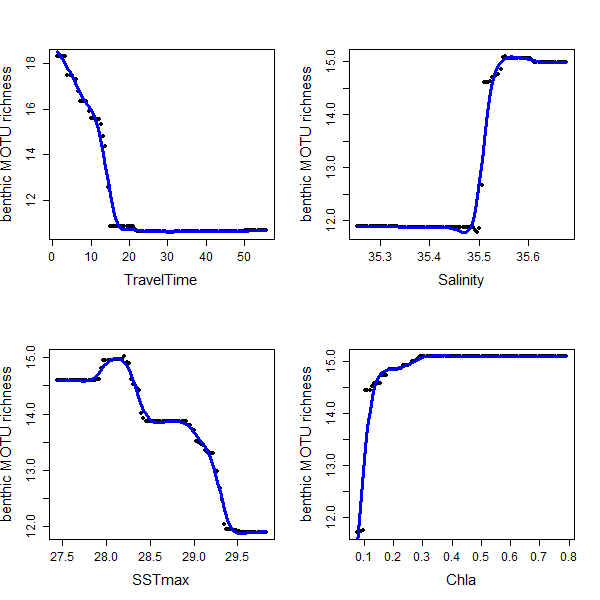 benthic MOTU richness
18
16
14
12
0 10 20 30 40 50
TravelTime
benthic MOTU richness
15.0
14.0
13.0
12.0
35.3 35.4 35.5 35.6
Salinity
benthic MOTU richness
15.0
14.0
13.0
12.0
27.5 28.0 28.5 29.0 29.5
SSTmax
benthic MOTU richness
15.0
14.0
13.0
12.0
0.1 0.2 0.3 0.4 0.5 0.6 0.7 0.8
Chla